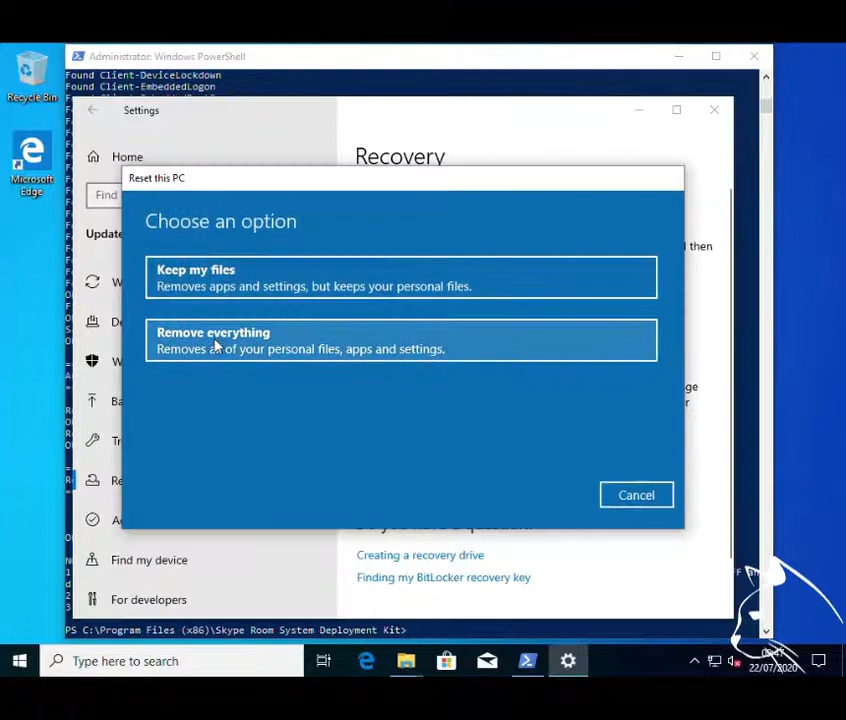 Administrator: Windows PowerShell
Found Client-DeviceLockdown
Found Client-EmbeddedLogon
Recycle Bin
Microsoft
Edge
Settings
Home
Find
Update
Recovery
Reset this PC
Choose an option
Keep my files
Removes apps and settings, but keeps your personal files.
Remove everything
Removes all of your personal files, apps and settings.
Cancel
then
Creating a recovery drive
Finding my BitLocker recovery key
Find my device
For developers
PS C:\Program Files (x86)\Skype Room System Deployment Kit>
Type here to search
22/07/2020